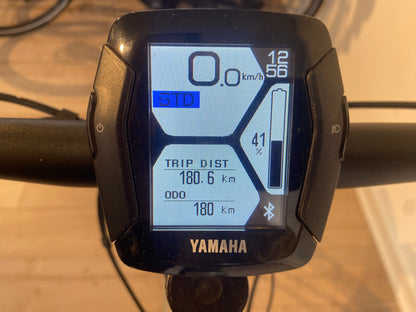 0.0 km/h
12
56
STD
41
%
TRIP DIST
180.6 Km
ODO
180 Km
YAMAHA